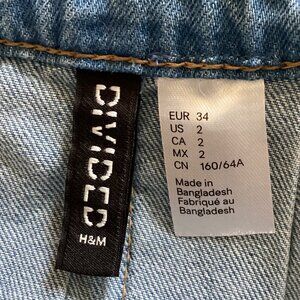 DIVIDED
H&M
EUR 34
US 2
CA 2
MX 2
CN 160/64A
Made in
Bangladesh
Fabriqué au
Bangladesh